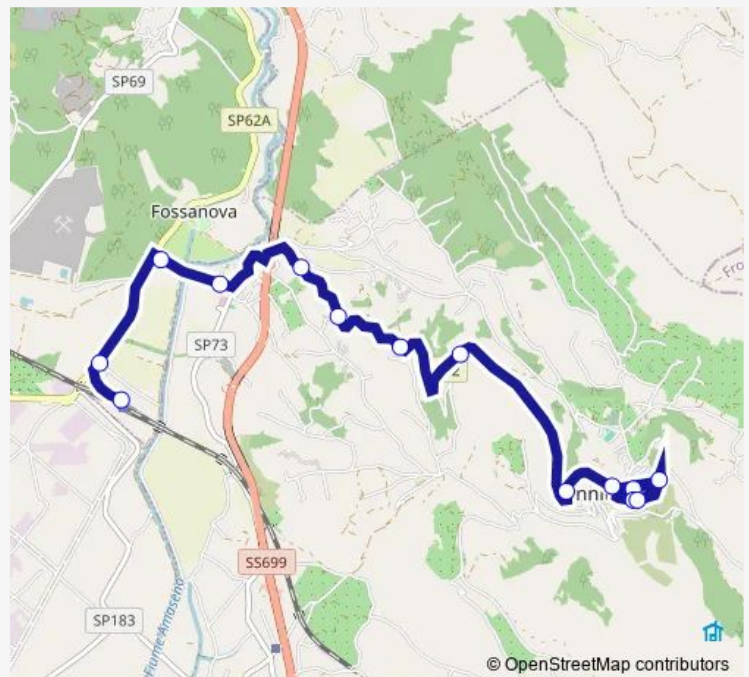 SP69
SP62A
Fossanova
SP73
SS699
SP183
Fiume Amaseno
© OpenStreetMap contributors